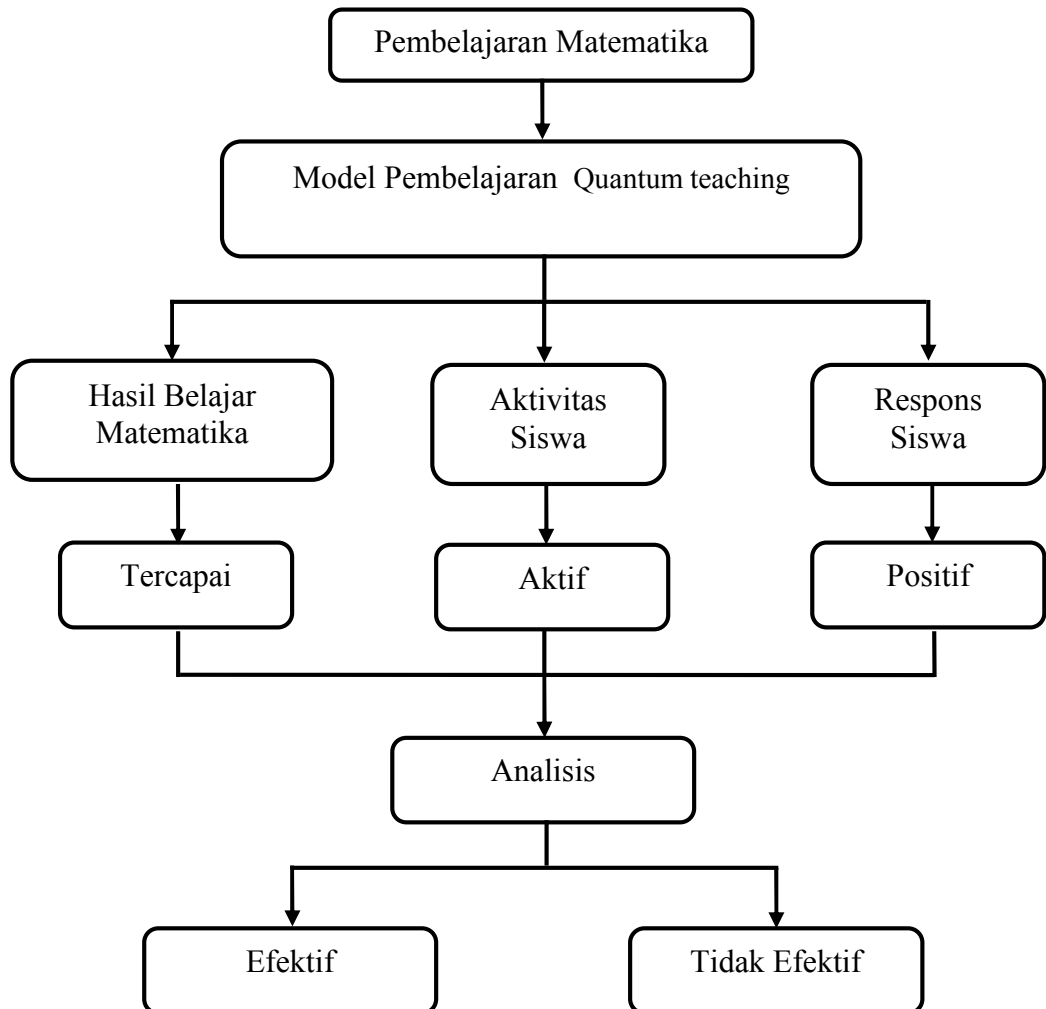 Pembelajaran Matematika
Model Pembelajaran Quantum teaching
Hasil Belajar
Matematika
Aktivitas
Siswa
Respons
Siswa
Tercapai
Aktif
Positif
Analisis
Efektif
Tidak Efektif